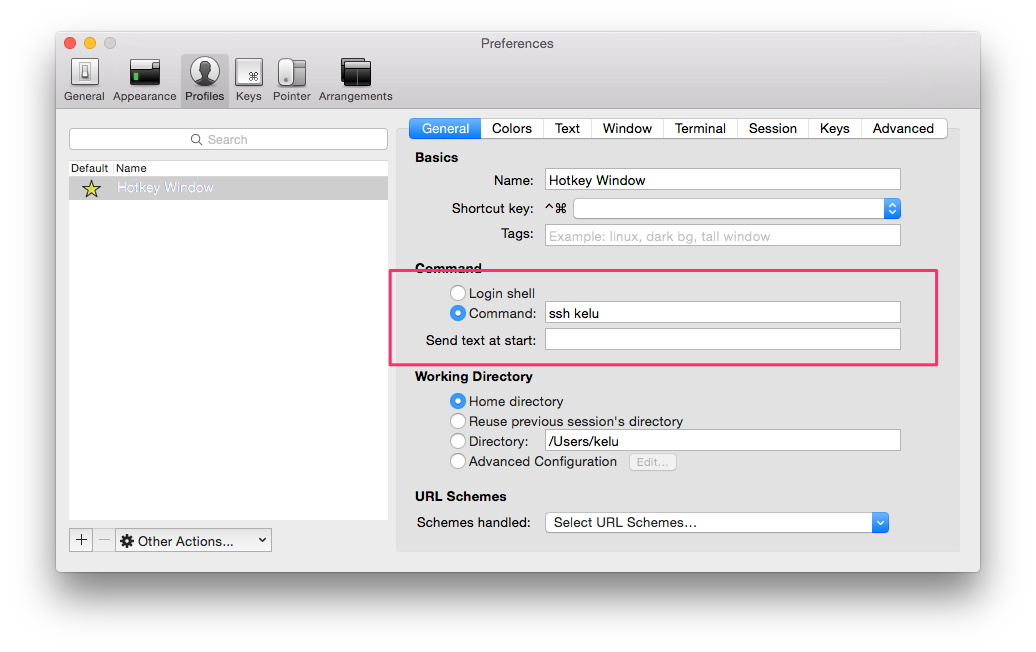 Preferences
General Appearance Profiles Keys Pointer Arrangements
Search
Default Name
Hotkey Window
Other Actions...
General Colors Text Window Terminal Session Keys Advanced
Basics
Name: Hotkey Window
Shortcut key: ^⌘
Tags: Example: linux, dark bg, tall window
Command
Login shell
Command: ssh kelu
Send text at start:
Working Directory
Home directory
Reuse previous session's directory
Directory: /Users/kelu
Advanced Configuration Edit...
URL Schemes
Schemes handled: Select URL Schemes...